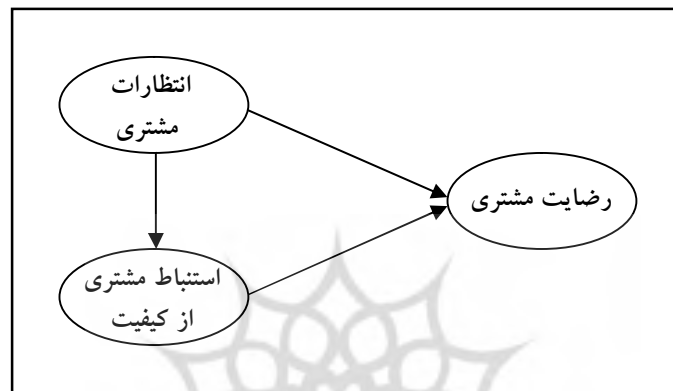 انتظارات
مشتری
رضایت مشتری
استنباط مشتری
از کیفیت